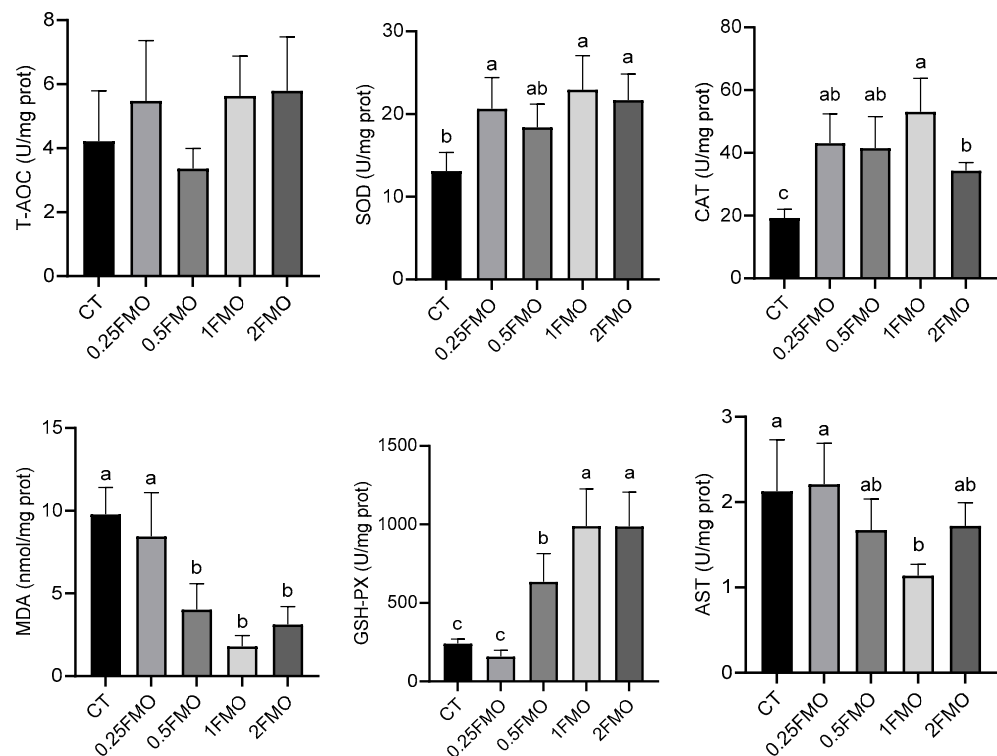 T-AOC (U/mg prot)
8
6
4
2
0
CT
0.25FMO
0.5FMO
1FMO
2FMO
SOD (U/mg prot)
30
20
10
0
b
a
ab
a
a
CT
0.25FMO
0.5FMO
1FMO
2FMO
CAT (U/mg prot)
80
60
40
20
0
c
ab
ab
a
b
CT
0.25FMO
0.5FMO
1FMO
2FMO
MDA (nmol/mg prot)
15
10
5
0
a
a
b
b
b
CT
0.25FMO
0.5FMO
1FMO
2FMO
GSH-PX (U/mg prot)
1500
1000
500
0
c
c
b
a
a
CT
0.25FMO
0.5FMO
1FMO
2FMO
AST (U/mg prot)
3
2
1
0
a
a
ab
b
ab
CT
0.25FMO
0.5FMO
1FMO
2FMO